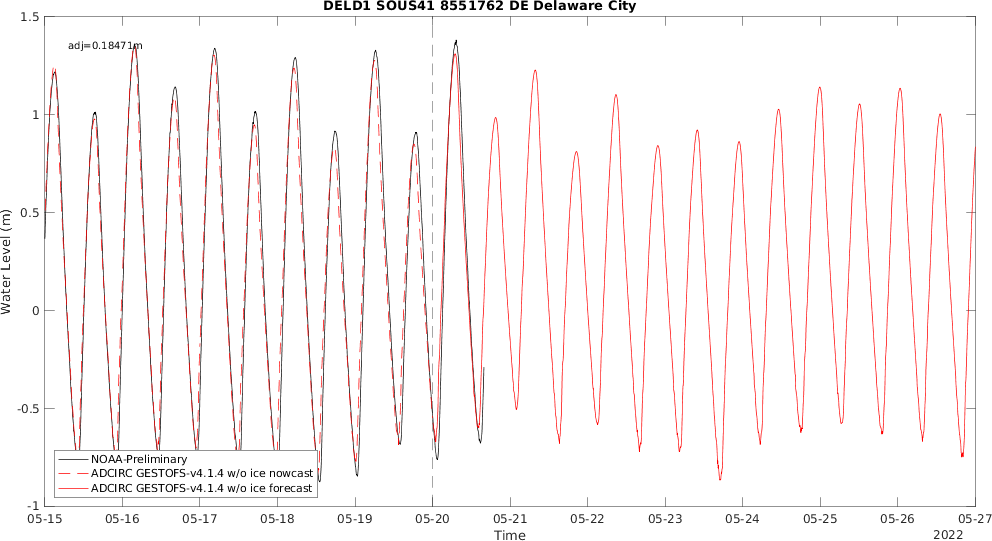 DELD1 SOUS41 8551762 DE Delaware City
adj=0.18471m
Water Level (m)
1.5
1
0.5
0
-0.5
-1
NOAA-Preliminary
ADCIRC GESTOFS-v4.1.4 w/o ice nowcast
ADCIRC GESTOFS-v4.1.4 w/o ice forecast
05-15 05-16 05-17 05-18 05-19 05-20 05-21 05-22 05-23 05-24 05-25 05-26 05-27
Time
2022